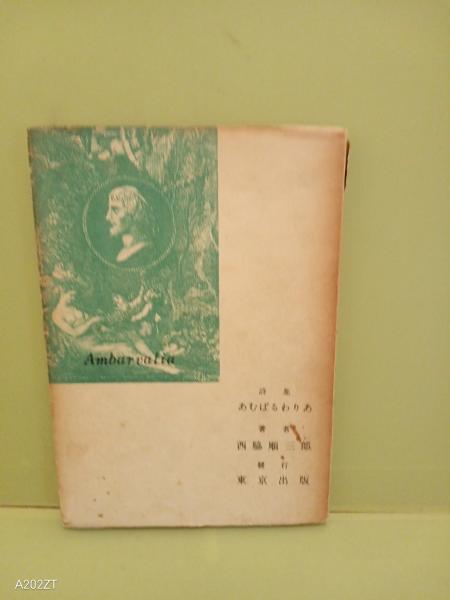 Ambarvalia
詩集
あむばるわりあ
著者
西脇順三郎
発行
東京出版
A202ZT